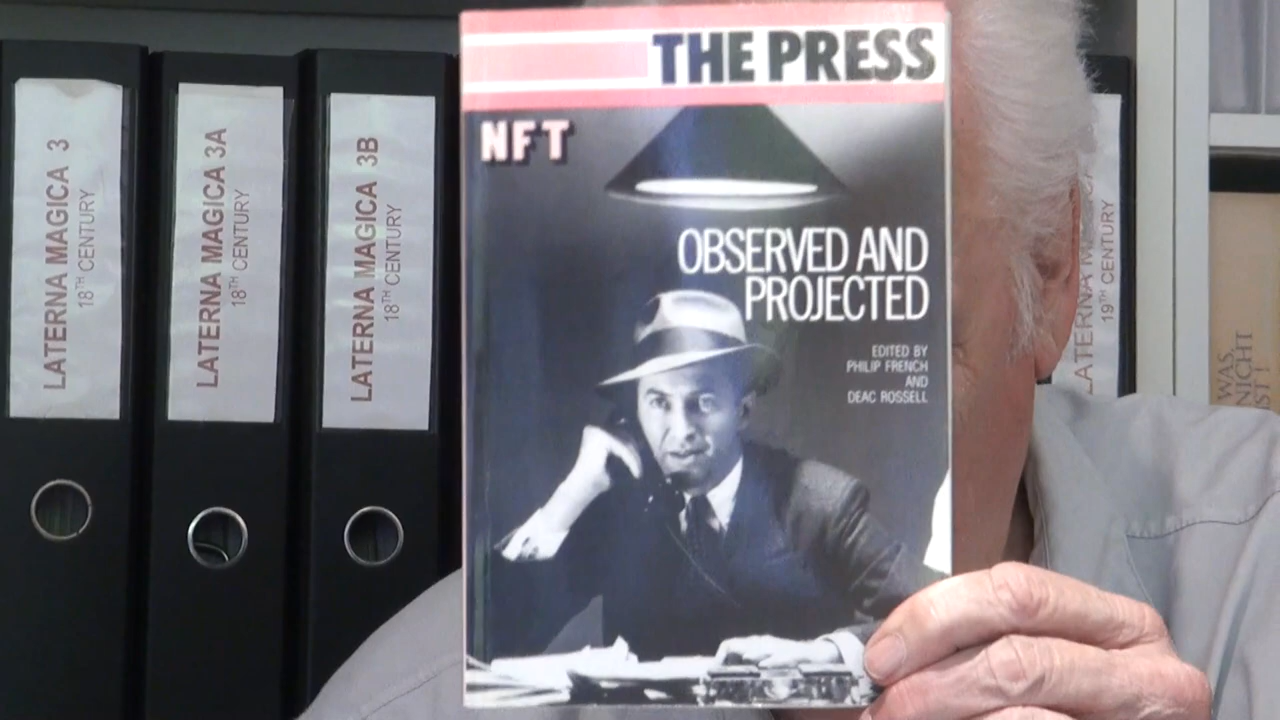 LATERNA MAGICA 3
18TH CENTURY
LATERNA MAGICA 3A
18TH CENTURY
LATERNA MAGICA 3B
18TH CENTURY
THE PRESS
NFT
OBSERVED AND
PROJECTED
EDITED BY
PHILIP FRENCH
AND
DEAC ROSSELL
19TH CENTURY
WAS
NICHT
IST!